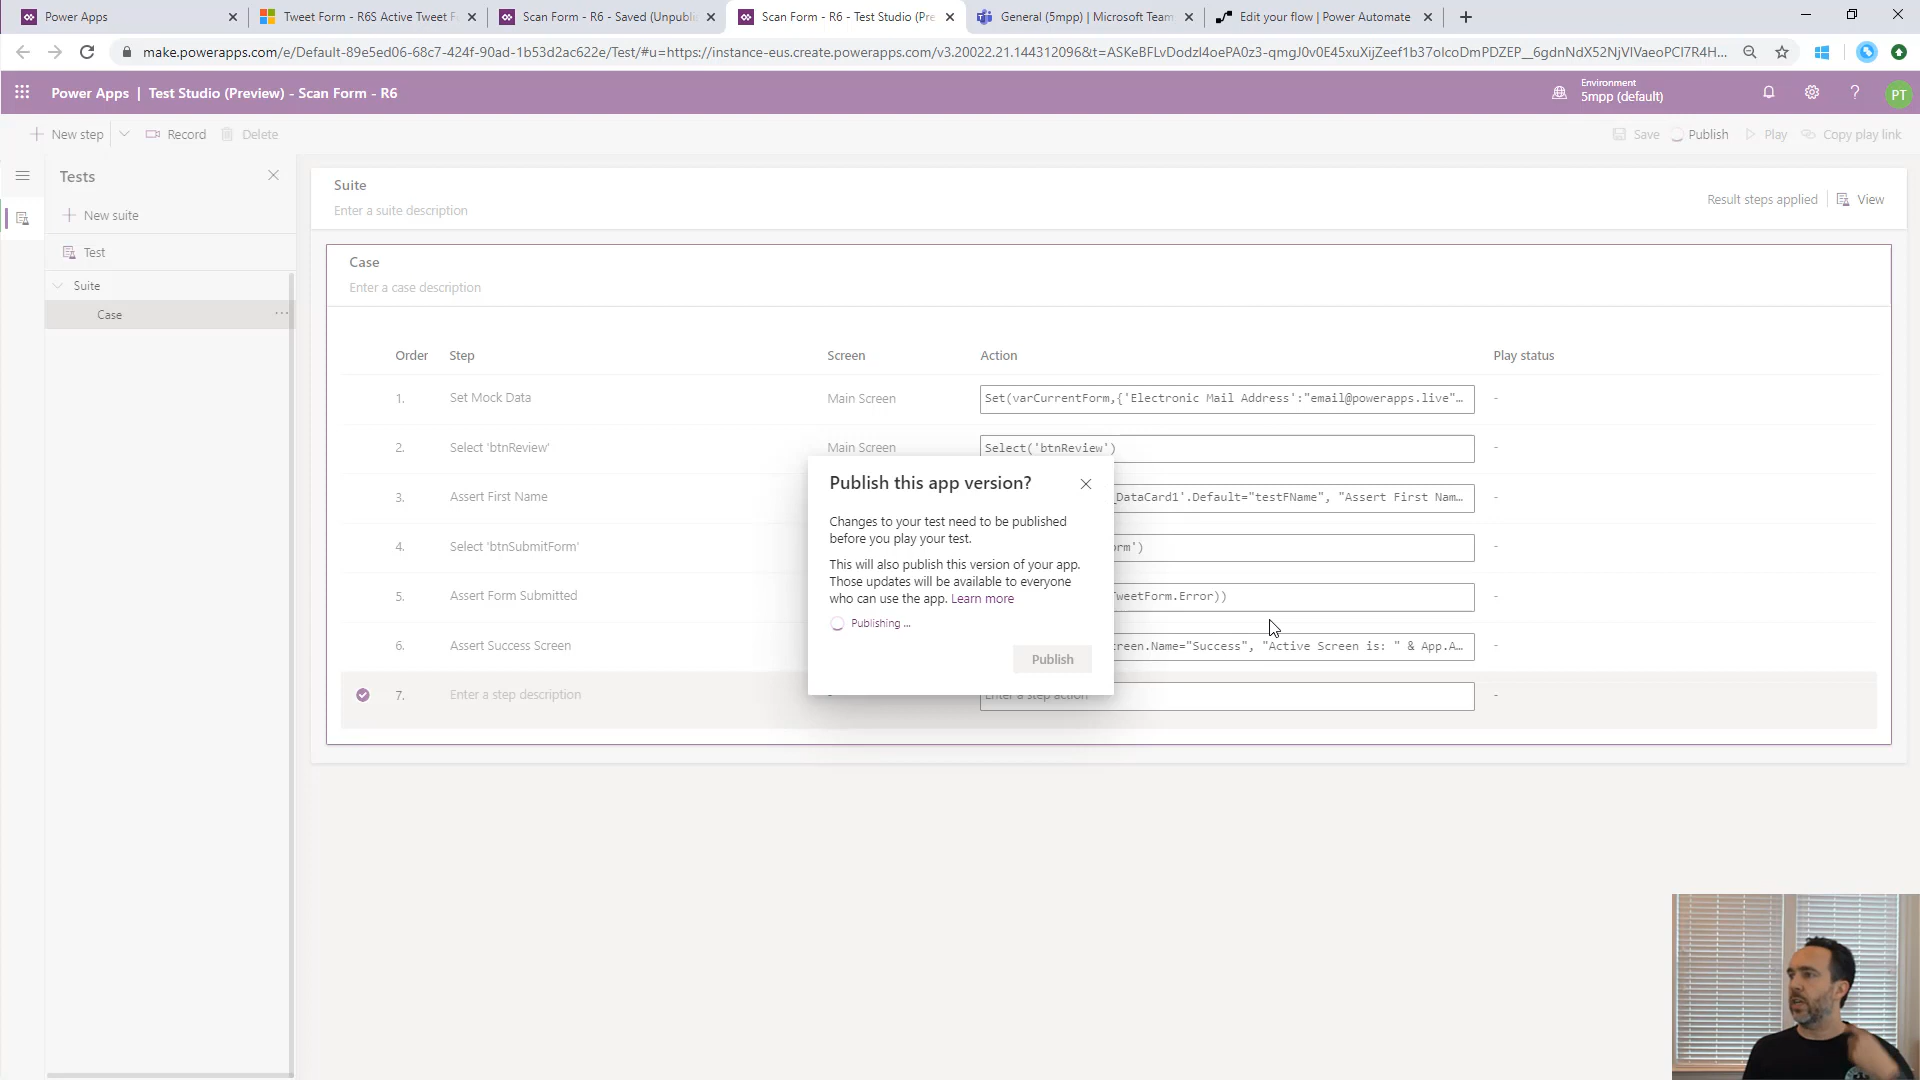 Power Apps
Tweet Form - R6S Active Tweet F
Scan Form - R6 - Saved (Unpubli
Scan Form - R6 - Test Studio (Pre
General (5mpp) | Microsoft Team
Edit your flow | Power Automate
Power Apps | Test Studio (Preview) - Scan Form - R6
Environment
5mpp (default)
PT
New step
Record
Delete
Save
Publish
Play
Copy play link
Tests
New suite
Test
Suite
Case
Suite
Enter a suite description
Result steps applied
View
Case
Enter a case description
Order Step Screen Action Play status
1. Set Mock Data Main Screen Set(varCurrentForm,{'Electronic Mail Address':"email@powerapps.live"… -
2. Select 'btnReview' Main Screen Select('btnReview') -
3. Assert First Name _DataCard1'.Default="testFName", "Assert First Nam… -
4. Select 'btnSubmitForm' orm') -
5. Assert Form Submitted TweetForm.Error)) -
6. Assert Success Screen creen.Name="Success", "Active Screen is: " & App.A… -
7. Enter a step description - Enter a step action -
Publish this app version?
Changes to your test need to be published
before you play your test.
This will also publish this version of your app.
Those updates will be available to everyone
who can use the app. Learn more
Publishing ...
Publish